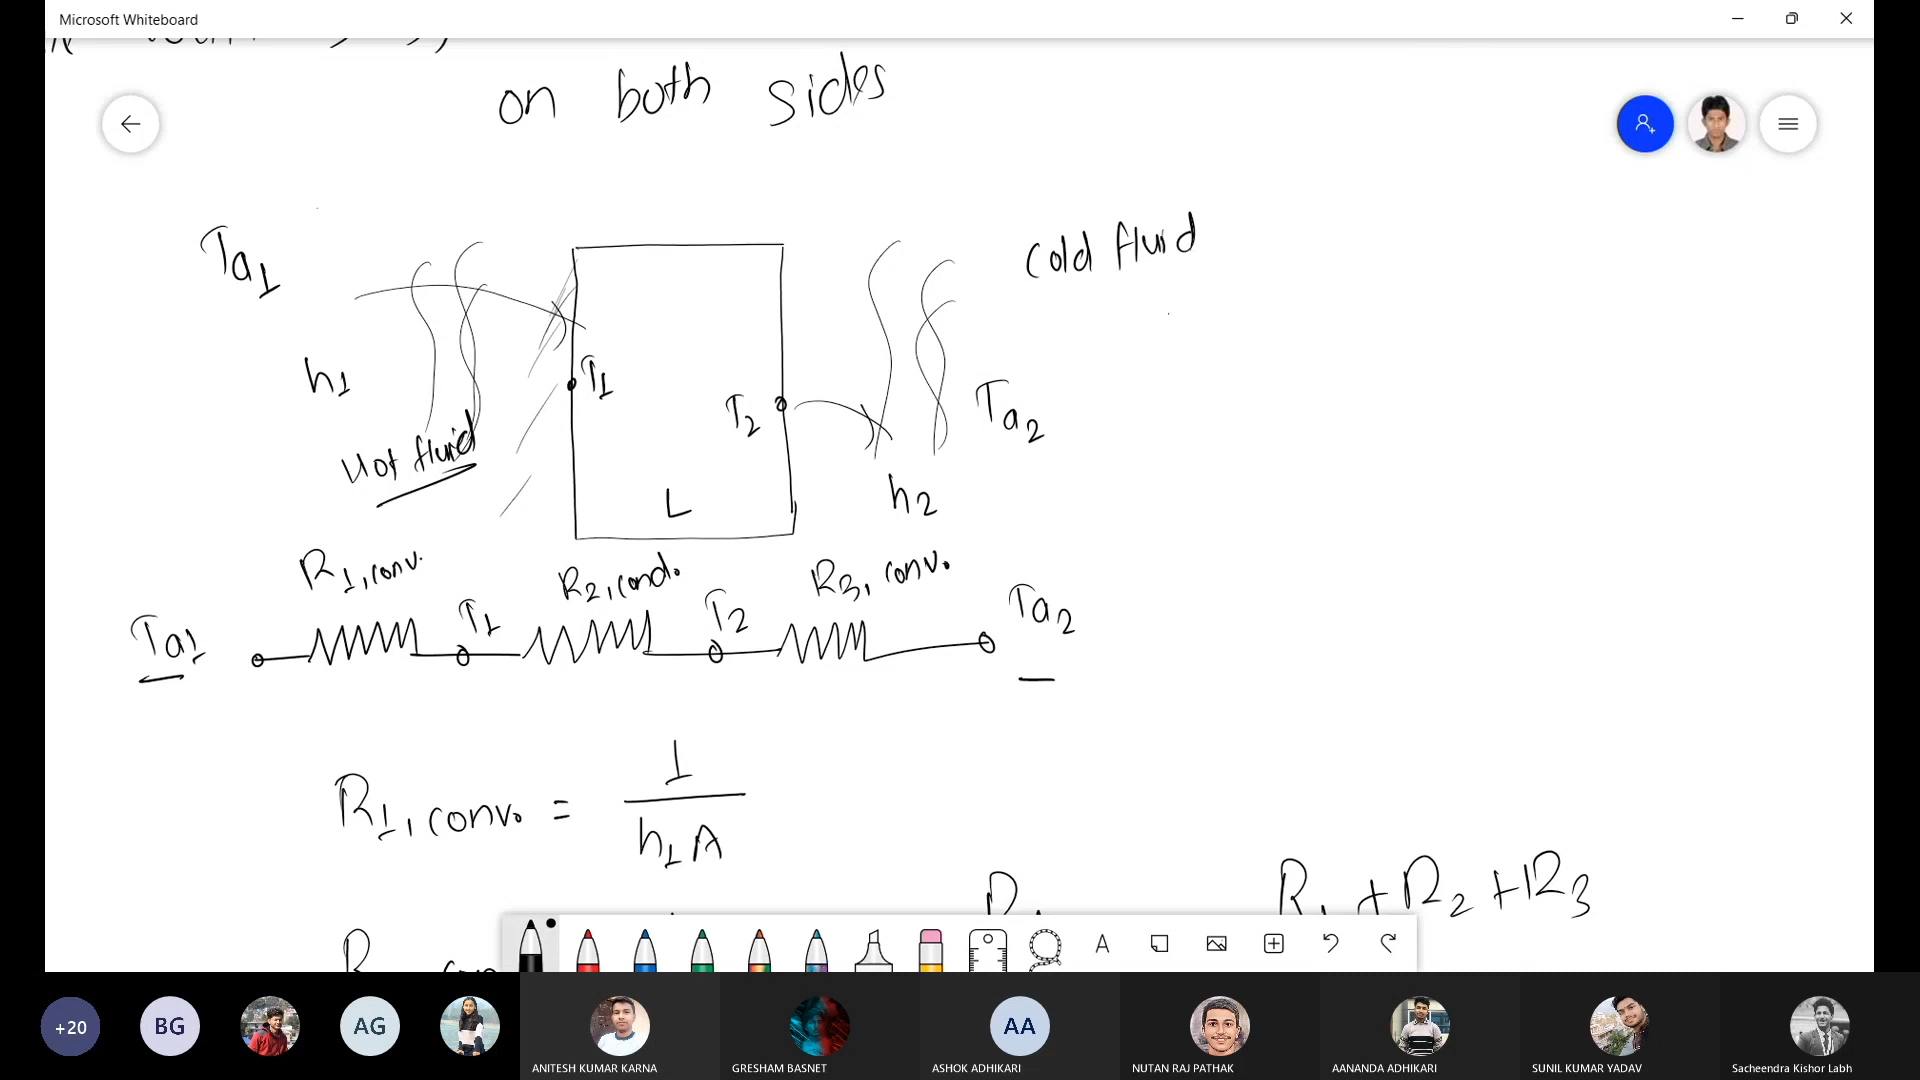 Microsoft Whiteboard
on both sides
Ta1
Cold fluid
h1
T1
T2
Ta2
Hot fluid
L
h2
R1, conv.
R2, cond.
R3, conv.
Ta1
T1
T2
Ta2
R1, conv. = 1 / h1 A
R1 + R2 + R3
A
+20
BG
AG
AA
ANITESH KUMAR KARNA
GRESHAM BASNET
ASHOK ADHIKARI
NUTAN RAJ PATHAK
AANANDA ADHIKARI
SUNIL KUMAR YADAV
Sacheendra Kishor Labh